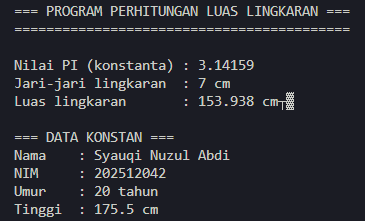 === PROGRAM PERHITUNGAN LUAS LINGKARAN ===
==========================================
Nilai PI (konstanta) : 3.14159
Jari-jari lingkaran : 7 cm
Luas lingkaran : 153.938 cm┬▓
=== DATA KONSTAN ===
Nama : Syauqi Nuzul Abdi
NIM : 202512042
Umur : 20 tahun
Tinggi : 175.5 cm